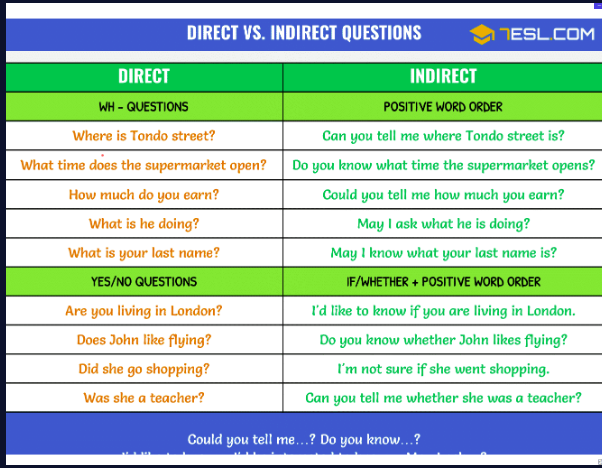 DIRECT VS. INDIRECT QUESTIONS 7ESL.COM
DIRECT INDIRECT
WH - QUESTIONS POSITIVE WORD ORDER
Where is Tondo street? Can you tell me where Tondo street is?
What time does the supermarket open? Do you know what time the supermarket opens?
How much do you earn? Could you tell me how much you earn?
What is he doing? May I ask what he is doing?
What is your last name? May I know what your last name is?
YES/NO QUESTIONS IF/WHETHER + POSITIVE WORD ORDER
Are you living in London? I'd like to know if you are living in London.
Does John like flying? Do you know whether John likes flying?
Did she go shopping? I'm not sure if she went shopping.
Was she a teacher? Can you tell me whether she was a teacher?
Could you tell me...? Do you know...?